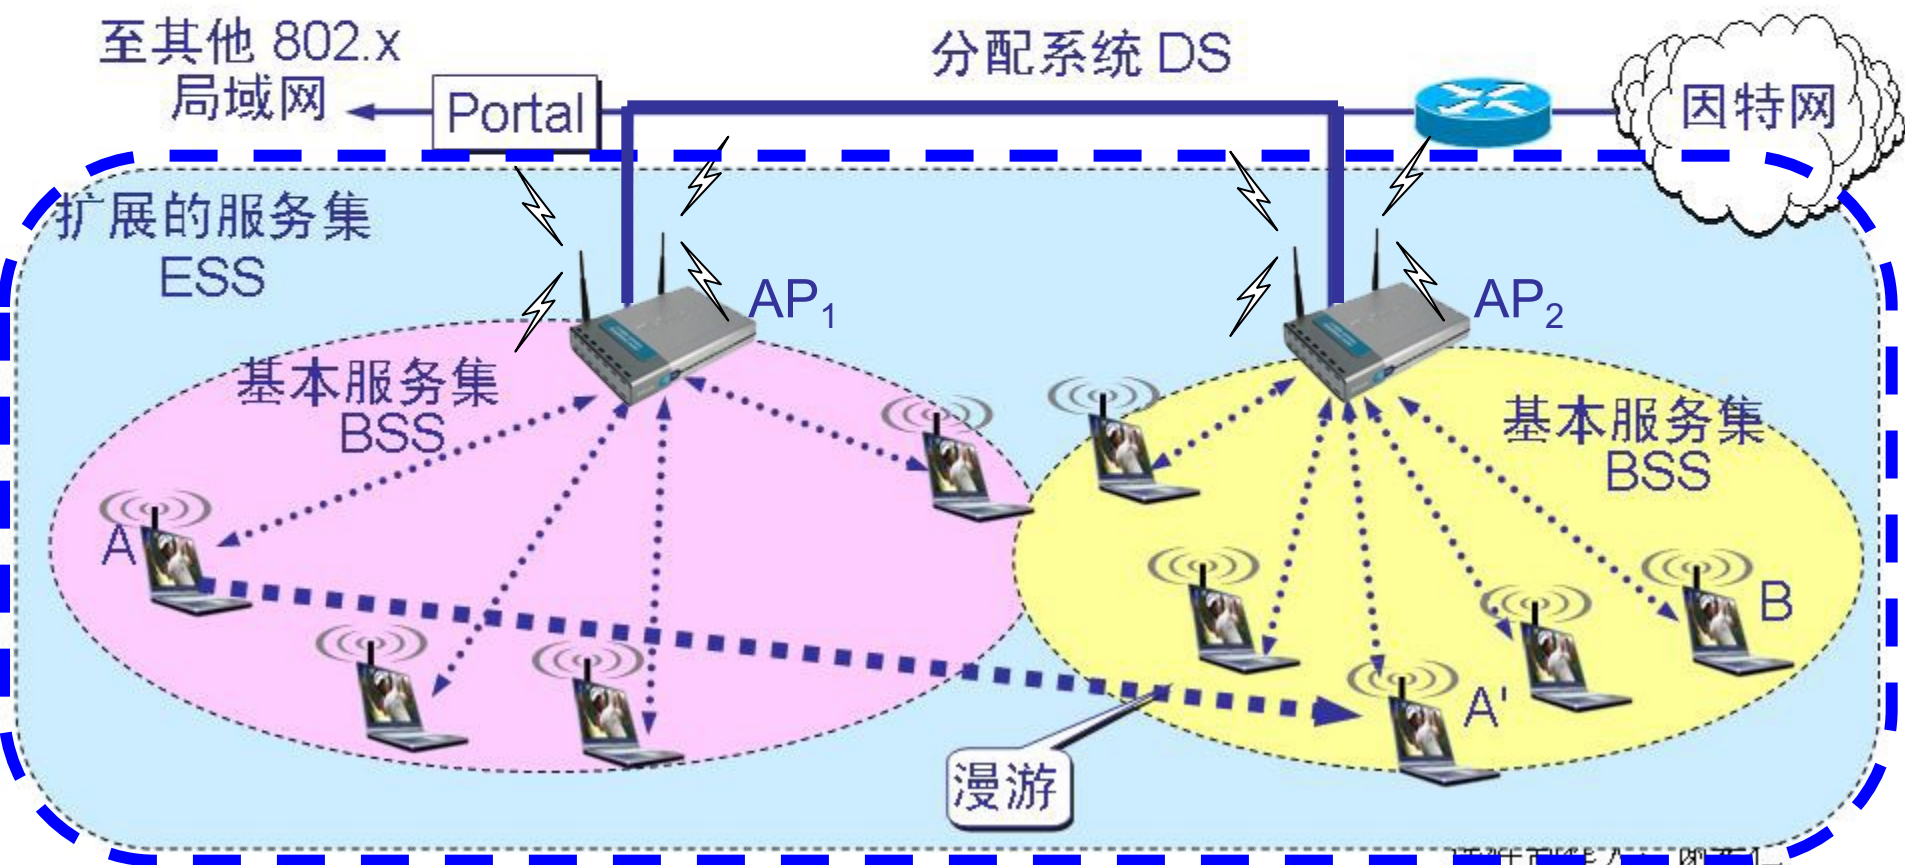 至其他 802.x
局域网
Portal
分配系统 DS
因特网
扩展的服务集
ESS
AP1
AP2
基本服务集
BSS
基本服务集
BSS
A
B
A'
漫游